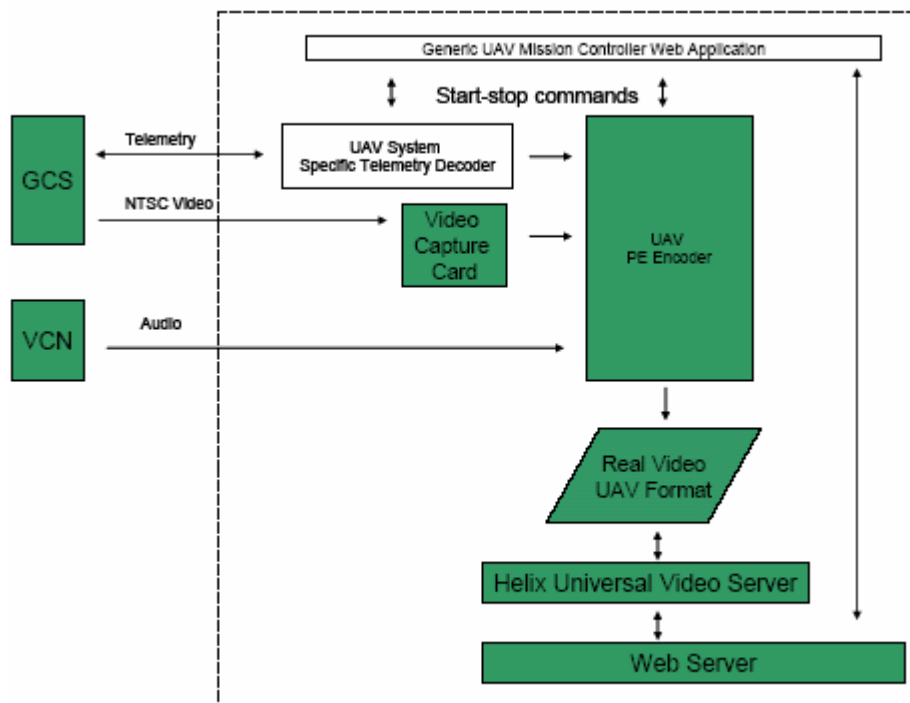 Generic UAV Mission Controller Web Application
Start-stop commands
Telemetry
UAV System
Specific Telemetry Decoder
GCS
NTSC Video
Video
Capture
Card
UAV
PE Encoder
VCN
Audio
Real Video
UAV Format
Helix Universal Video Server
Web Server